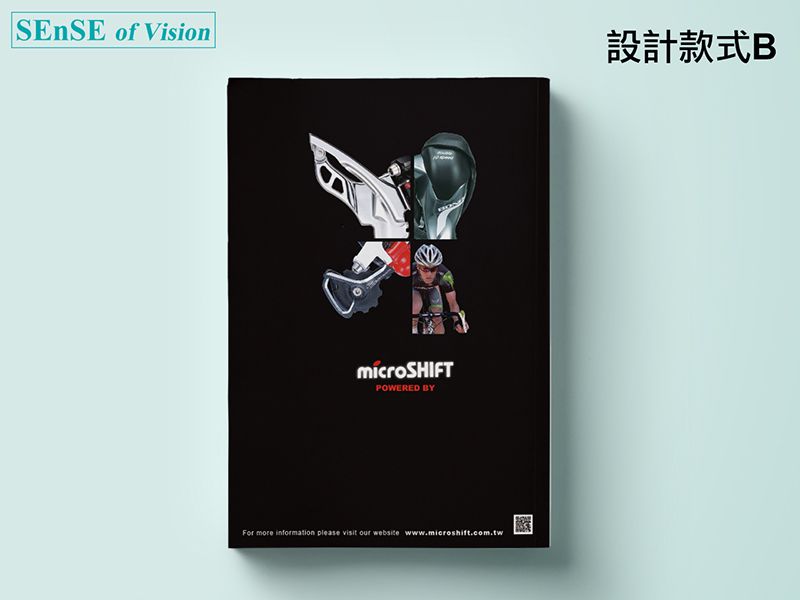 SEnSE of Vision
設計款式B
microSHIFT
POWERED BY
For more information please visit our website www.microshift.com.tw